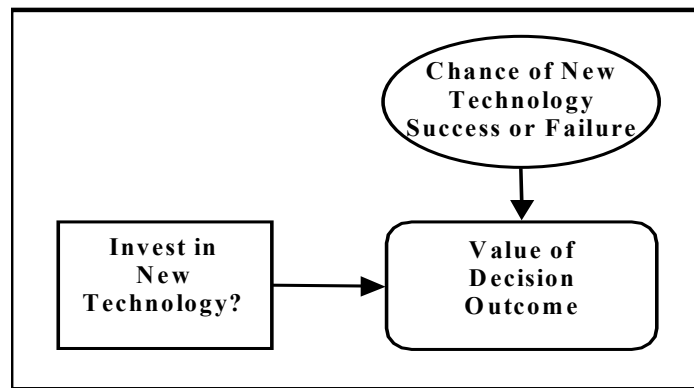 Chance of New
Technology
Success or Failure
Invest in
New
Technology?
Value of
Decision
Outcome